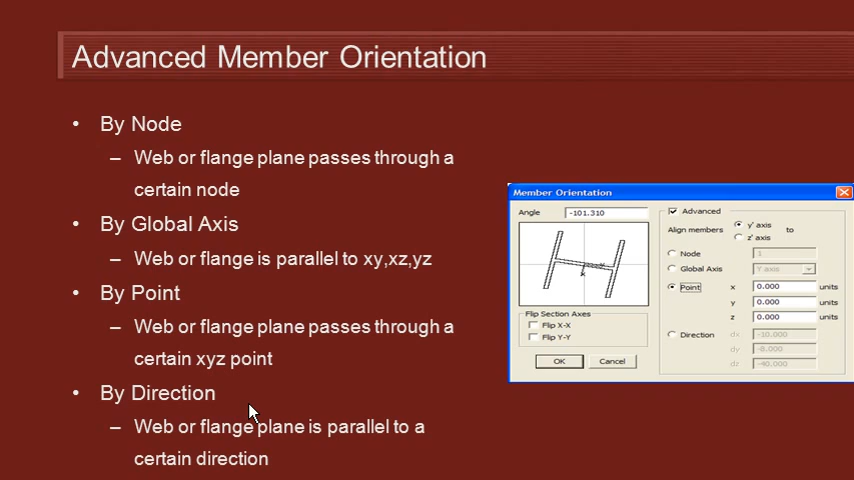 Advanced Member Orientation
• By Node
– Web or flange plane passes through a
certain node
• By Global Axis
– Web or flange is parallel to xy,xz,yz
• By Point
– Web or flange plane passes through a
certain xyz point
• By Direction
– Web or flange plane is parallel to a
certain direction
Member Orientation
Angle -101.310
Flip Section Axes
Flip X-X
Flip Y-Y
OK Cancel
Advanced
Align members y' axis to
z' axis
Node 1
Global Axis Y axis
Point x 0.000 units
y 0.000 units
z 0.000 units
Direction dx -10.000
dy -8.000
dz -40.000